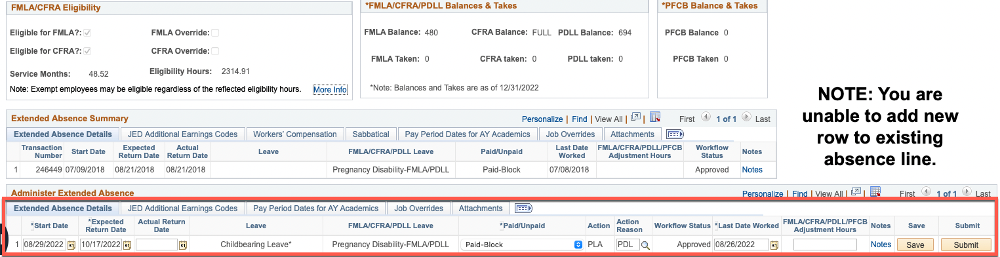 FMLA/CFRA Eligibility
Eligible for FMLA?: FMLA Override:
Eligible for CFRA?: CFRA Override:
Service Months: 48.52 Eligibility Hours: 2314.91
Note: Exempt employees may be eligible regardless of the reflected eligibility hours. More Info
*FMLA/CFRA/PDLL Balances & Takes
FMLA Balance: 480 CFRA Balance: FULL PDLL Balance: 694
FMLA Taken: 0 CFRA taken: 0 PDLL taken: 0
*Note: Balances and Takes are as of 12/31/2022
*PFCB Balance & Takes
PFCB Balance 0
PFCB Taken 0
NOTE: You are
unable to add new
row to existing
absence line.
Extended Absence Summary Personalize | Find | View All | | First 1 of 1 Last
Extended Absence Details JED Additional Earnings Codes Workers' Compensation Sabbatical Pay Period Dates for AY Academics Job Overrides Attachments
Transaction Number Start Date Expected Return Date Actual Return Date Leave FMLA/CFRA/PDLL Leave Paid/Unpaid Last Date Worked FMLA/CFRA/PDLL/PFCB Adjustment Hours Workflow Status Notes
1 246449 07/09/2018 08/21/2018 08/21/2018 Pregnancy Disability-FMLA/PDLL Paid-Block 07/08/2018 Approved Notes
Administer Extended Absence Personalize | Find | View All | | First 1 of 1 Last
Extended Absence Details JED Additional Earnings Codes Pay Period Dates for AY Academics Job Overrides Attachments
*Start Date *Expected Return Date Actual Return Date Leave FMLA/CFRA/PDLL Leave *Paid/Unpaid Action Action Reason Workflow Status *Last Date Worked FMLA/CFRA/PDLL/PFCB Adjustment Hours Notes Save Submit
1 08/29/2022 10/17/2022 Childbearing Leave* Pregnancy Disability-FMLA/PDLL Paid-Block PLA PDL Approved 08/26/2022 Notes Save Submit